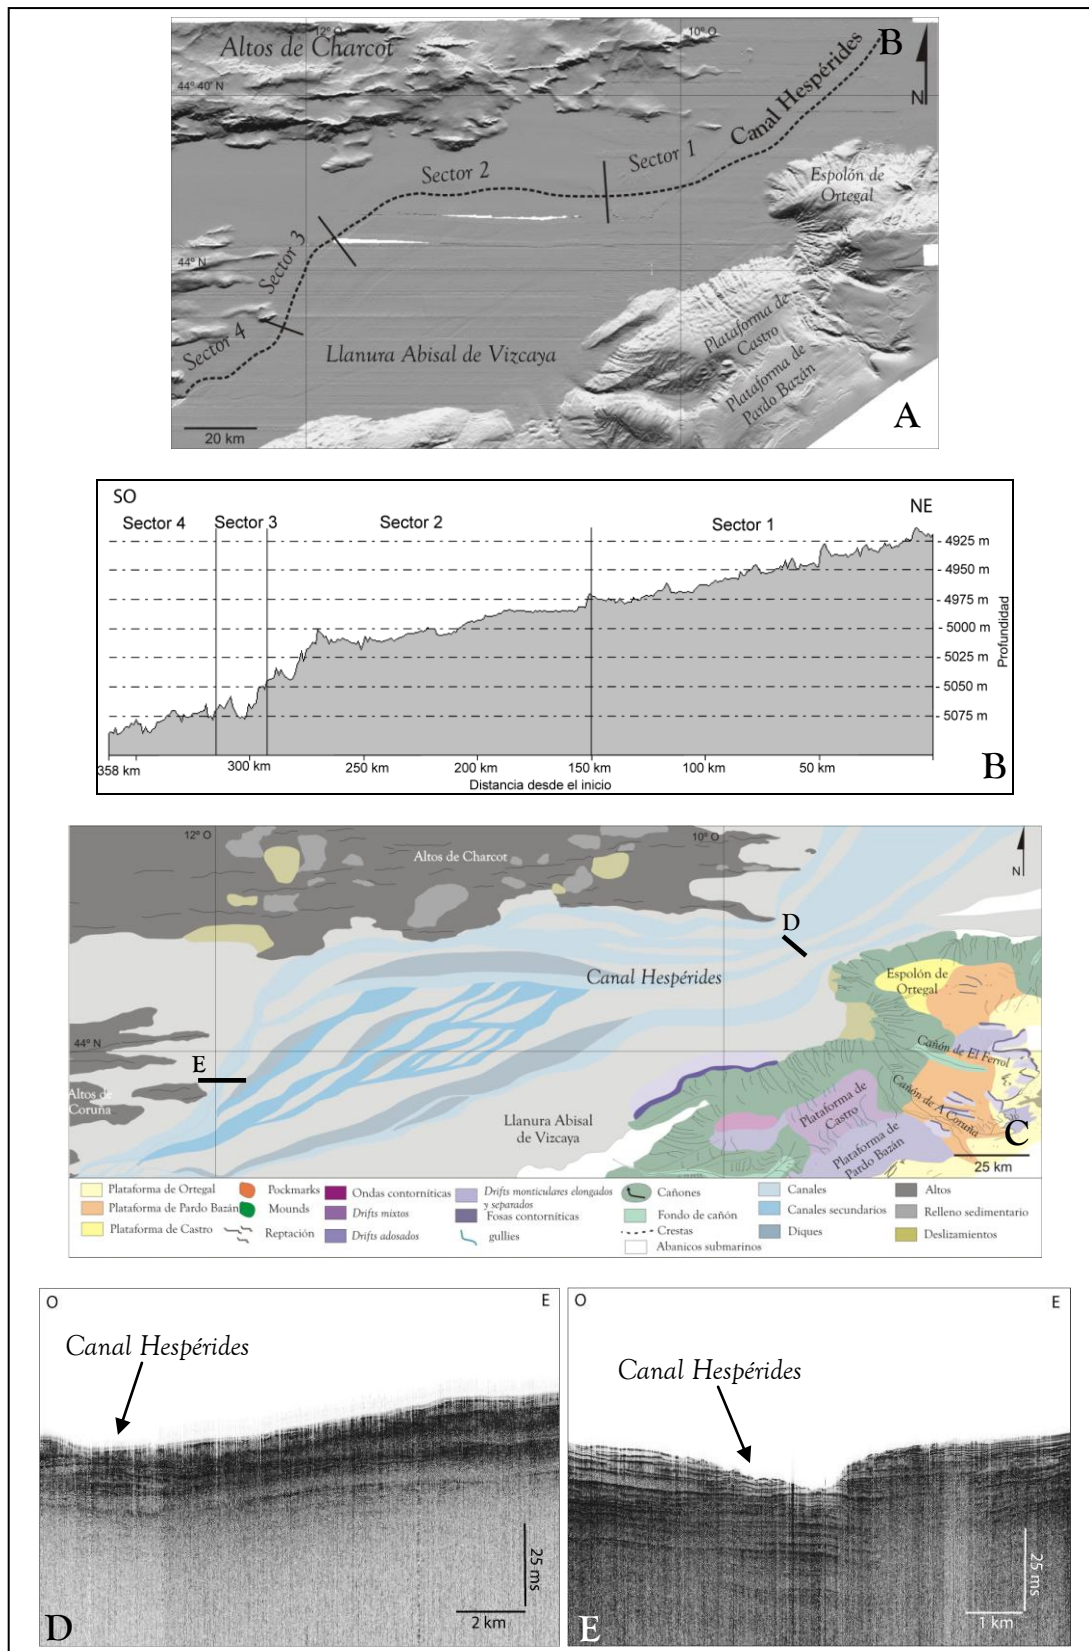 12º O
10º O
B
Altos de Charcot
44º 40' N
N
Canal Hespérides
Sector 1
Sector 2
Espolón de
Ortegal
Sector 3
44º N
Sector 4
Plataforma de
Castro
Plataforma de
Pardo Bazán
Llanura Abisal de Vizcaya
20 km
A
SO
NE
Sector 4
Sector 3
Sector 2
Sector 1
4925 m
4950 m
4975 m
5000 m
5025 m
5050 m
5075 m
Profundidad
358 km
300 km
250 km
200 km
150 km
100 km
50 km
Distancia desde el inicio
B
12º O
10º O
Altos de Charcot
N
D
Canal Hespérides
Espolón de
Ortegal
44º N
Cañón de El Ferrol
E
Altos de
Coruña
Cañón de A Coruña
Llanura Abisal
de Vizcaya
Plataforma de
Castro
Plataforma de
Pardo Bazán
C
25 km
Plataforma de Ortegal
Plataforma de Pardo Bazán
Plataforma de Castro
Pockmarks
Mounds
Reptación
Ondas contorníticas
Drifts mixtos
Drifts adosados
Drifts monticulares elongados
y separados
Fosas contorníticas
gullies
Cañones
Fondo de cañón
Crestas
Abanicos submarinos
Canales
Canales secundarios
Diques
Altos
Relleno sedimentario
Deslizamientos
O
E
Canal Hespérides
25 ms
2 km
D
O
E
Canal Hespérides
25 ms
1 km
E